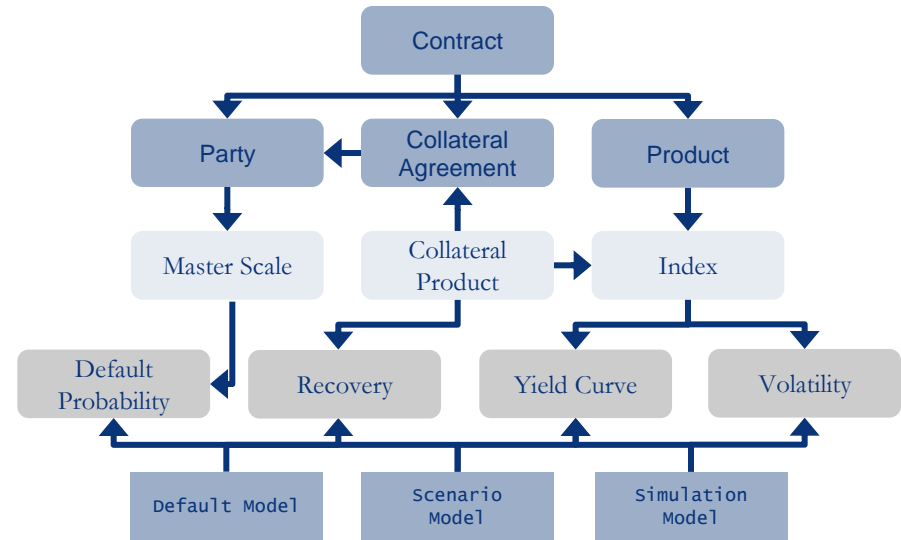 Contract
Party
Collateral
Agreement
Product
Master Scale
Collateral
Product
Index
Default
Probability
Recovery
Yield Curve
Volatility
Default Model
Scenario
Model
Simulation
Model